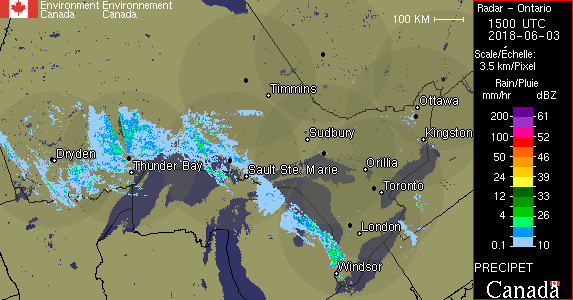 Environment Environnement
Canada Canada
100 KM
Timmins
Ottawa
Sudbury
Kingston
Dryden
Thunder Bay
Sault Ste. Marie
Orillia
Toronto
London
Windsor
Radar - Ontario
1500 UTC
2018-06-03
Scale/Échelle:
3.5 km/Pixel
Rain/Pluie
mm/hr dBZ
200 61
100 52
50 46
24 39
12 33
4 26
0.1 10
PRECIPET
Canada